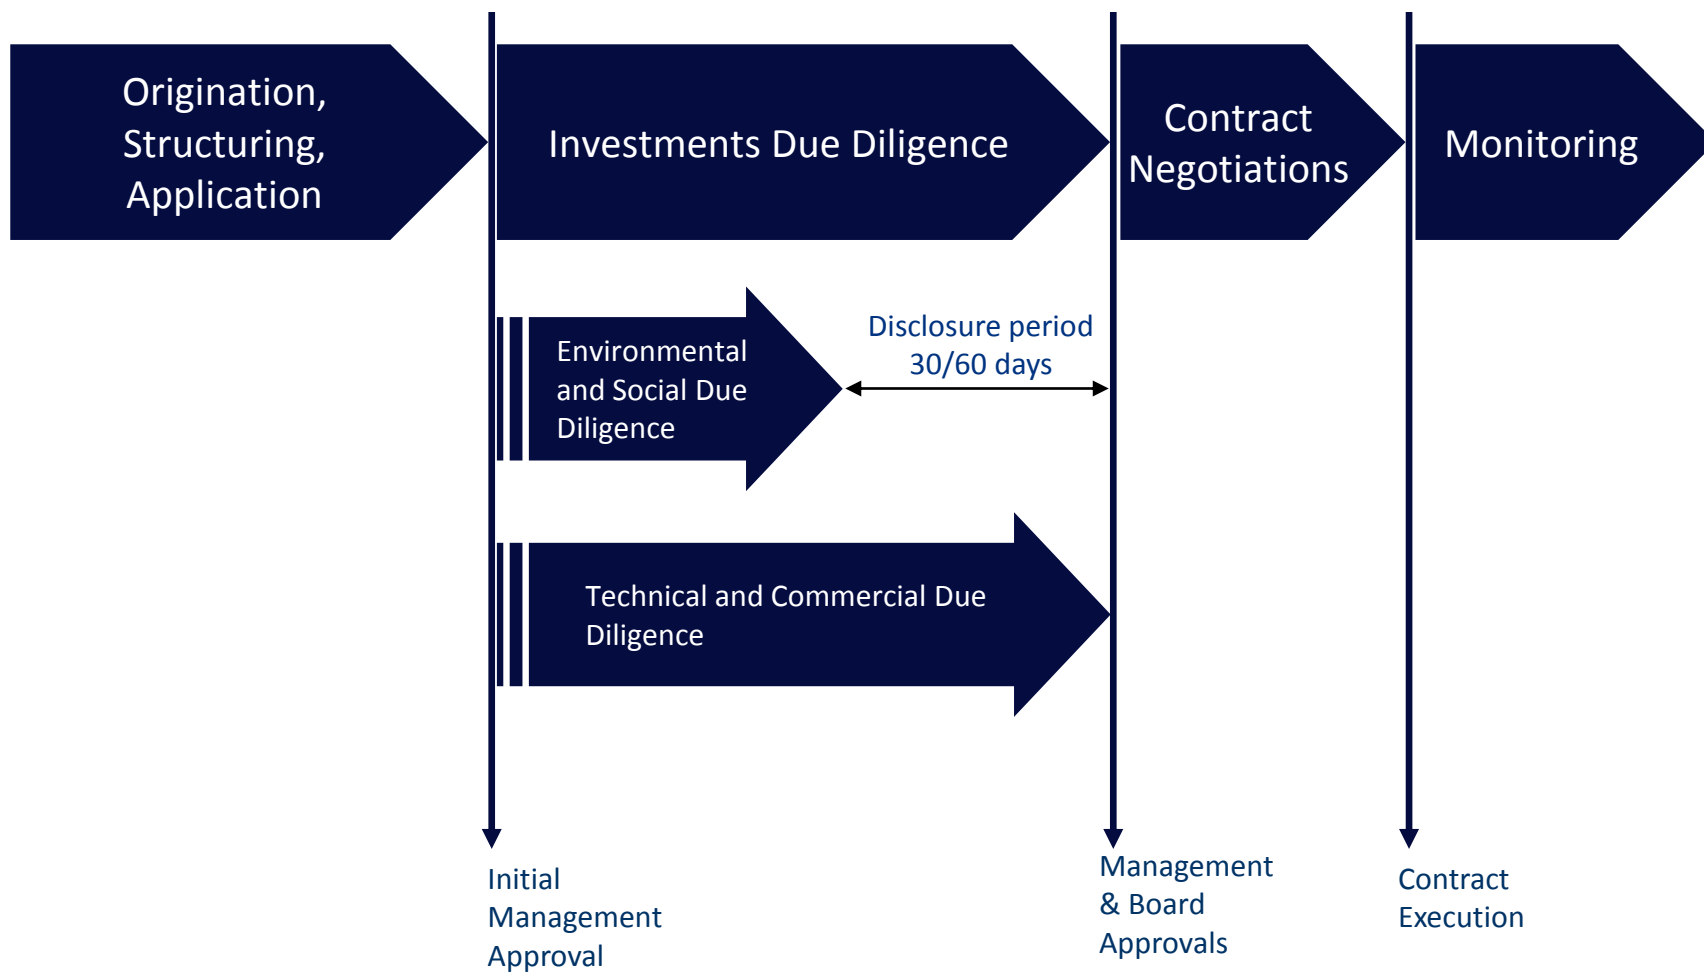 Origination,
Structuring,
Application
Investments Due Diligence
Contract
Negotiations
Monitoring
Environmental
and Social Due
Diligence
Disclosure period
30/60 days
Technical and Commercial Due
Diligence
Initial
Management
Approval
Management
& Board
Approvals
Contract
Execution